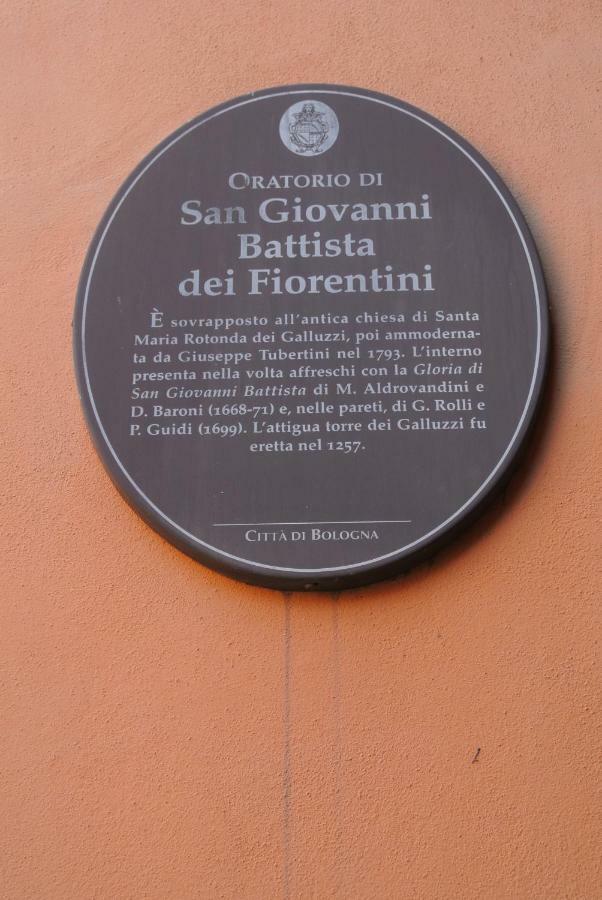 ORATORIO DI
San Giovanni
Battista
dei Fiorentini
È sovrapposto all'antica chiesa di Santa
Maria Rotonda dei Galluzzi, poi ammoderna-
ta da Giuseppe Tubertini nel 1793. L'interno
presenta nella volta affreschi con la Gloria di
San Giovanni Battista di M. Aldrovandini e
D. Baroni (1668-71) e, nelle pareti, di G. Rolli e
P. Guidi (1699). L'attigua torre dei Galluzzi fu
eretta nel 1257.
CITTÀ DI BOLOGNA